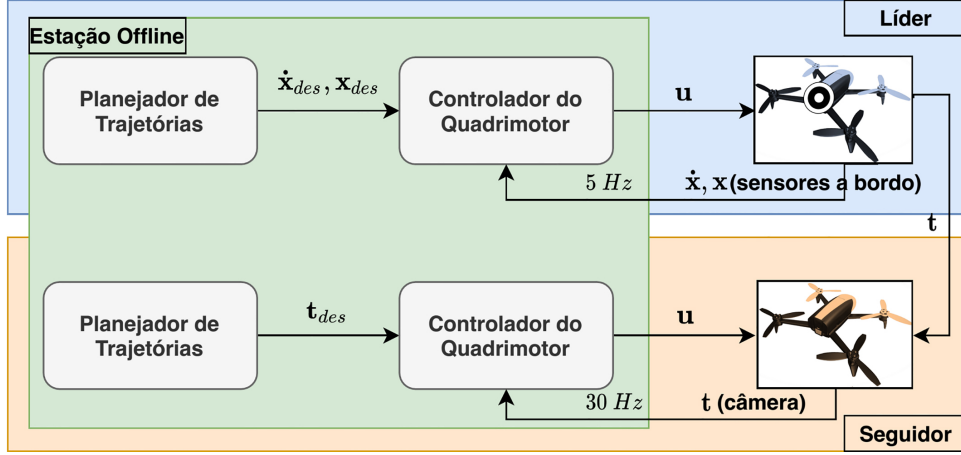 Líder
Estação Offline
Planejador de
Trajetórias
ẋ_des, x_des
Controlador do
Quadrimotor
u
5 Hz
ẋ, x (sensores a bordo)
t
Planejador de
Trajetórias
t_des
Controlador do
Quadrimotor
u
30 Hz
t (câmera)
Seguidor